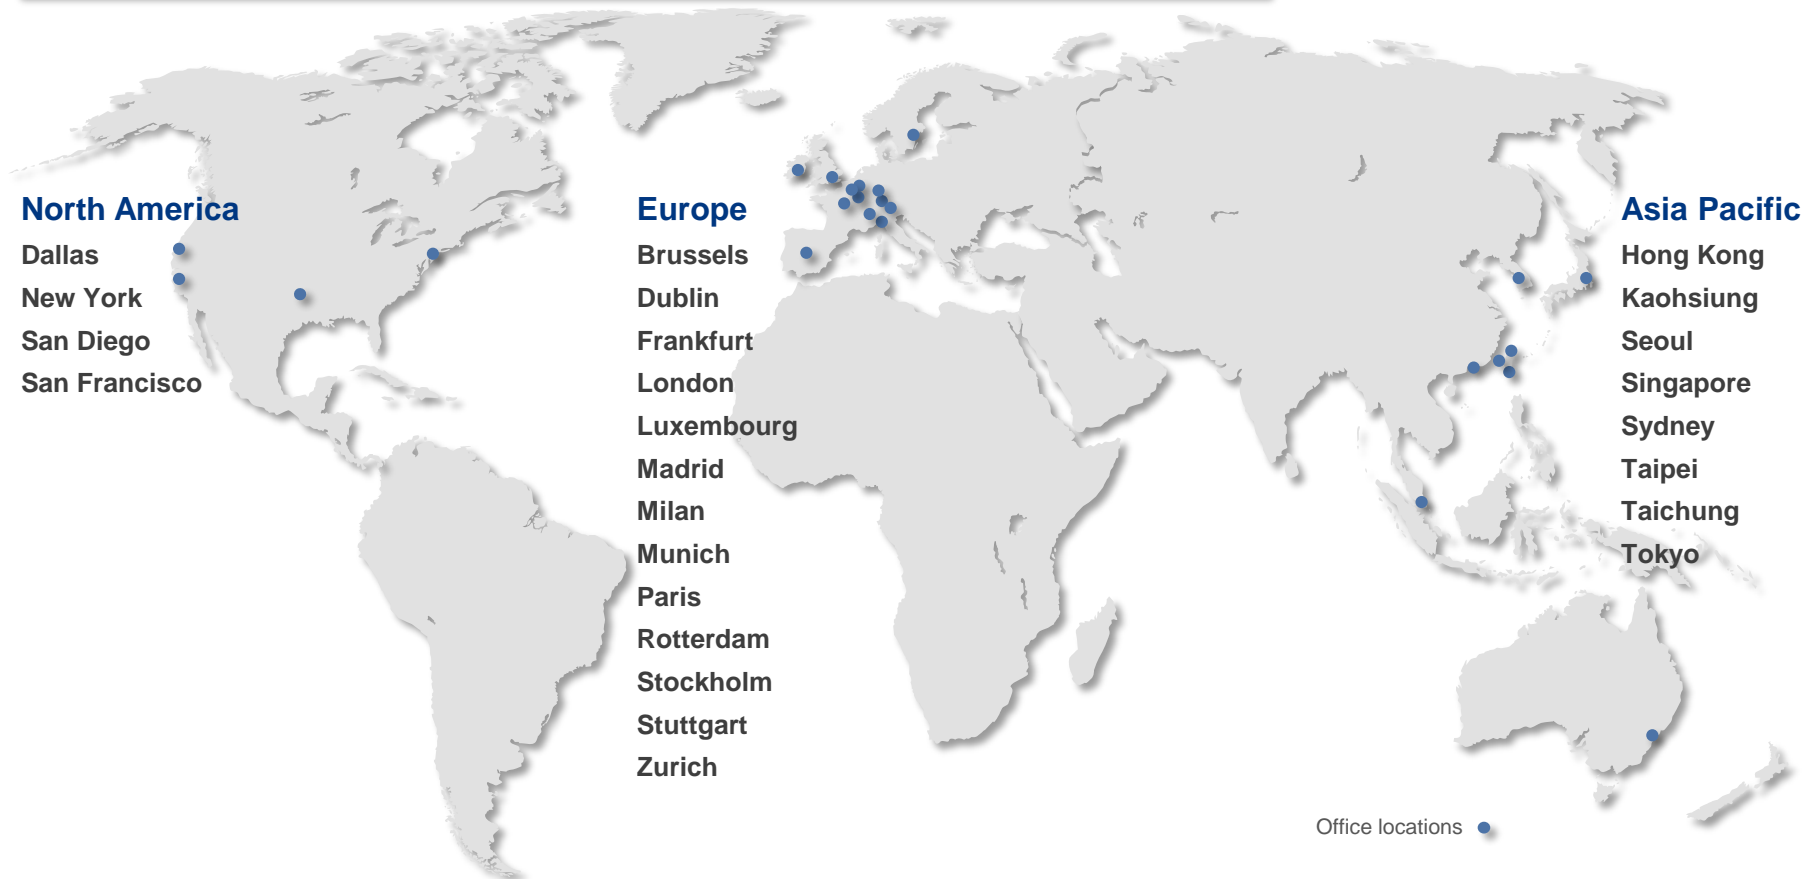 North America
Dallas
New York
San Diego
San Francisco
Europe
Brussels
Dublin
Frankfurt
London
Luxembourg
Madrid
Milan
Munich
Paris
Rotterdam
Stockholm
Stuttgart
Zurich
Asia Pacific
Hong Kong
Kaohsiung
Seoul
Singapore
Sydney
Taipei
Taichung
Tokyo
Office locations